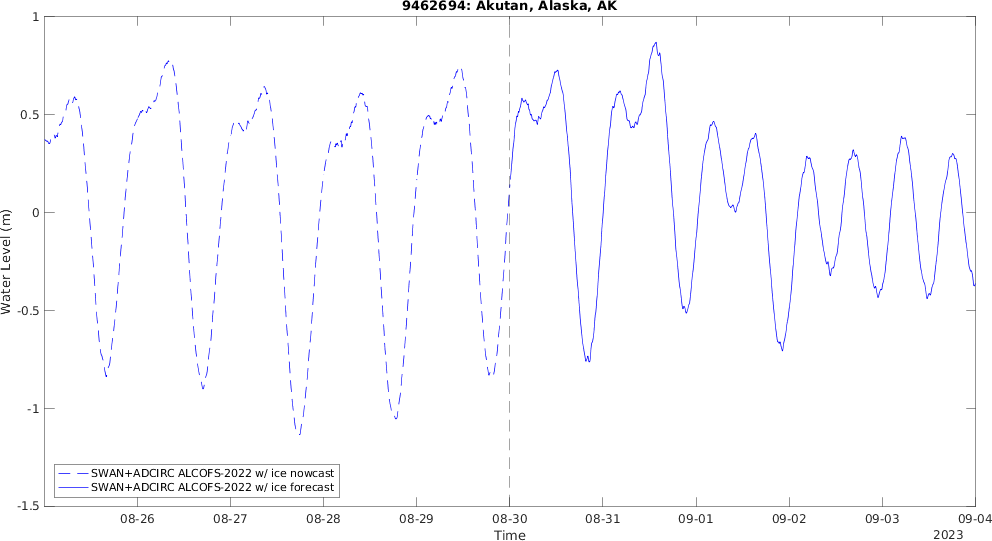 9462694: Akutan, Alaska, AK
1
0.5
0
-0.5
-1
-1.5
Water Level (m)
SWAN+ADCIRC ALCOFS-2022 w/ ice nowcast
SWAN+ADCIRC ALCOFS-2022 w/ ice forecast
08-26 08-27 08-28 08-29 08-30 08-31 09-01 09-02 09-03 09-04
Time
2023